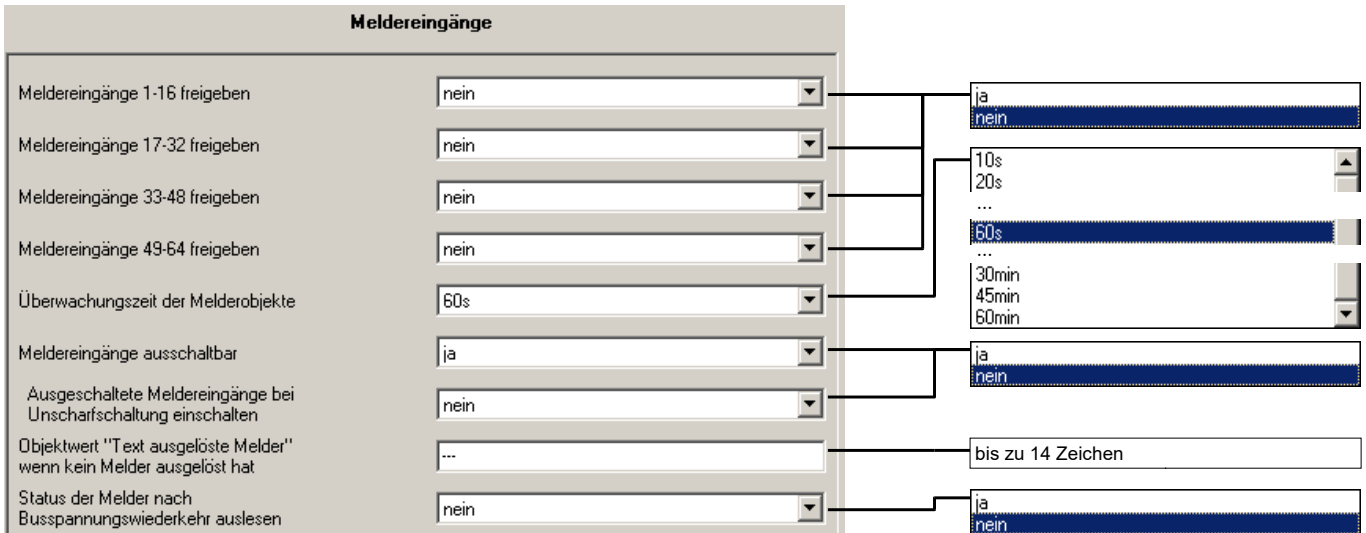 Meldereingänge
Meldereingänge 1-16 freigeben
nein
ja
nein
Meldereingänge 17-32 freigeben
nein
10s
20s
...
60s
...
30min
45min
60min
Meldereingänge 33-48 freigeben
nein
Meldereingänge 49-64 freigeben
nein
Überwachungszeit der Melderobjekte
60s
Meldereingänge ausschaltbar
ja
ja
nein
Ausgeschaltete Meldereingänge bei
Unscharfschaltung einschalten
nein
Objektwert "Text ausgelöste Melder"
wenn kein Melder ausgelöst hat
---
bis zu 14 Zeichen
Status der Melder nach
Busspannungswiederkehr auslesen
nein
ja
nein